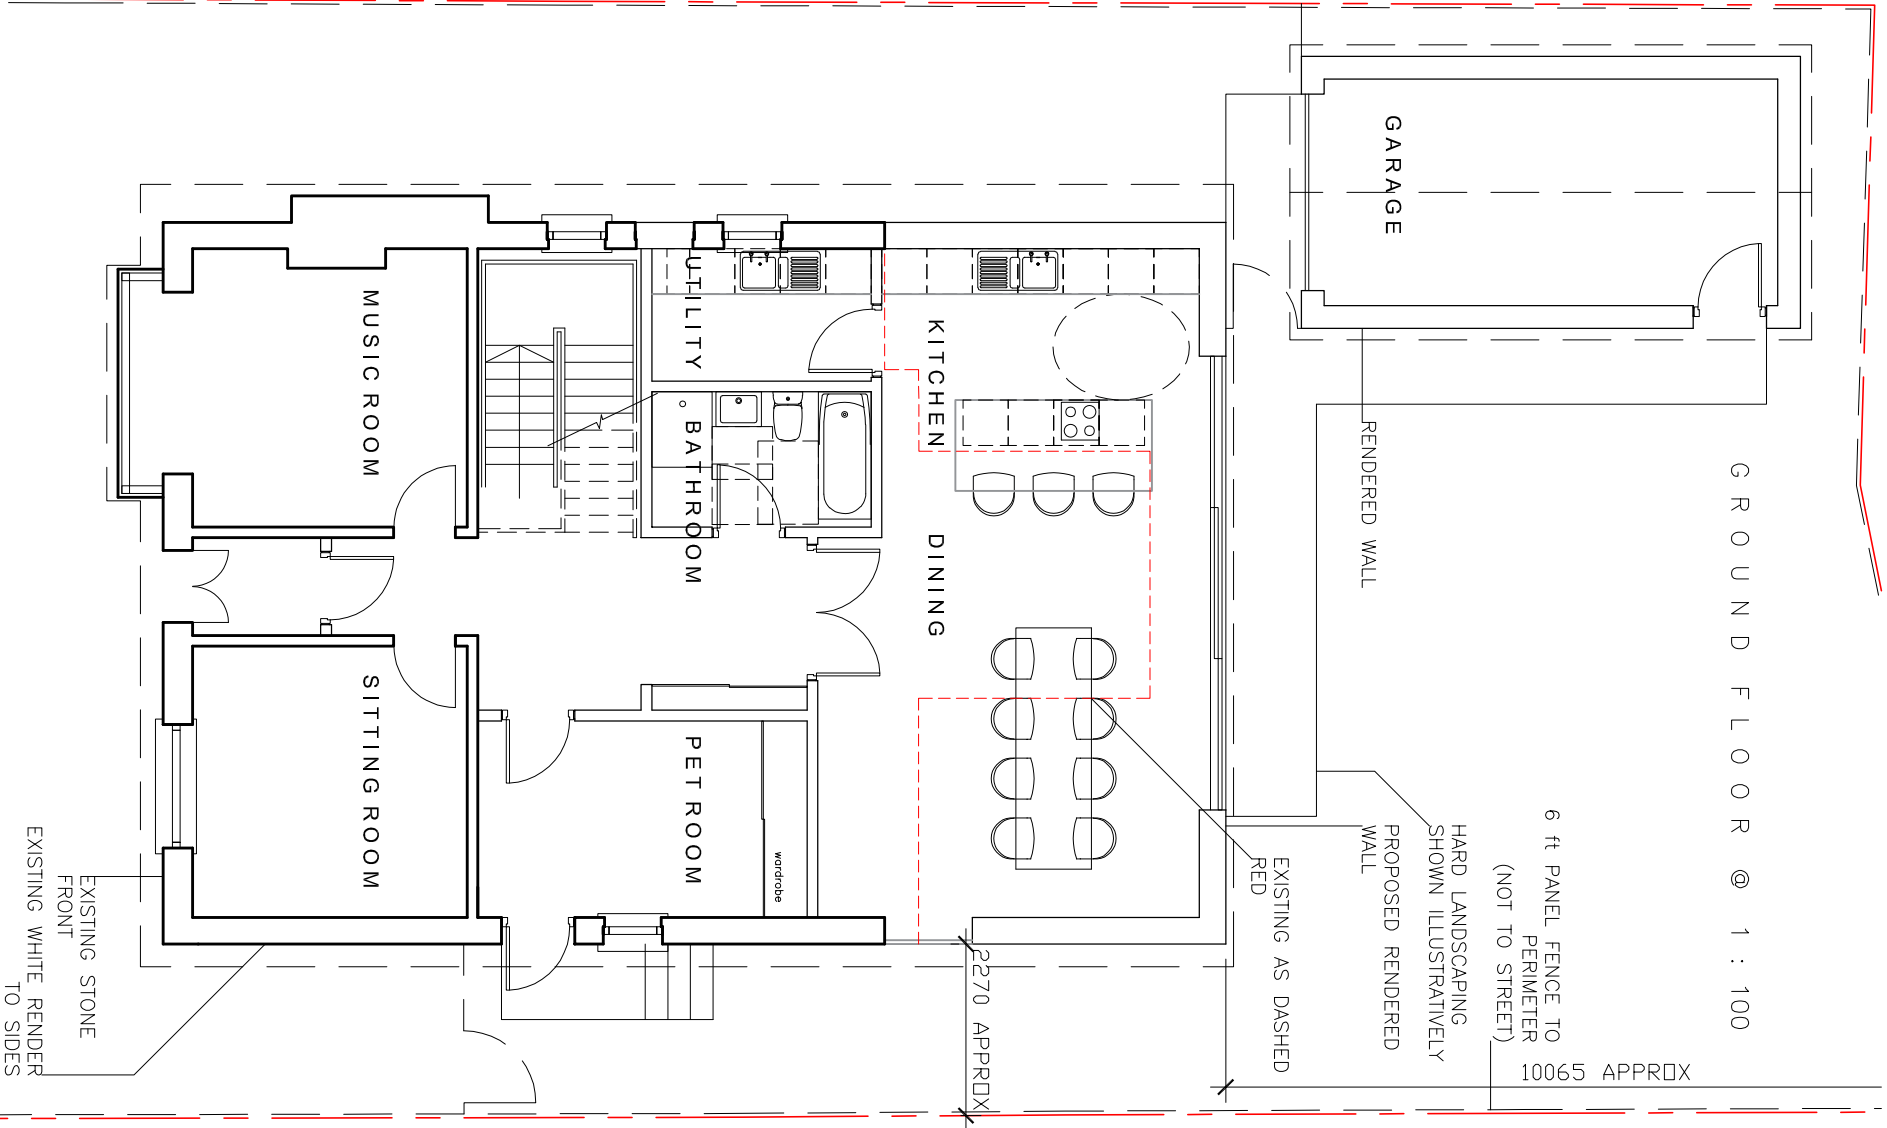 GROUND FLOOR @ 1 : 100
6 ft PANEL FENCE TO
PERIMETER
(NOT TO STREET)
HARD LANDSCAPING
SHOWN ILLUSTRATIVELY
PROPOSED RENDERED
WALL
10065 APPROX
GARAGE
RENDERED WALL
EXISTING AS DASHED
RED
2270 APPROX
KITCHEN
DINING
UTILITY
BATHROOM
PET ROOM
wardrobe
MUSIC ROOM
SITTING ROOM
EXISTING STONE
FRONT
EXISTING WHITE RENDER
TO SIDES